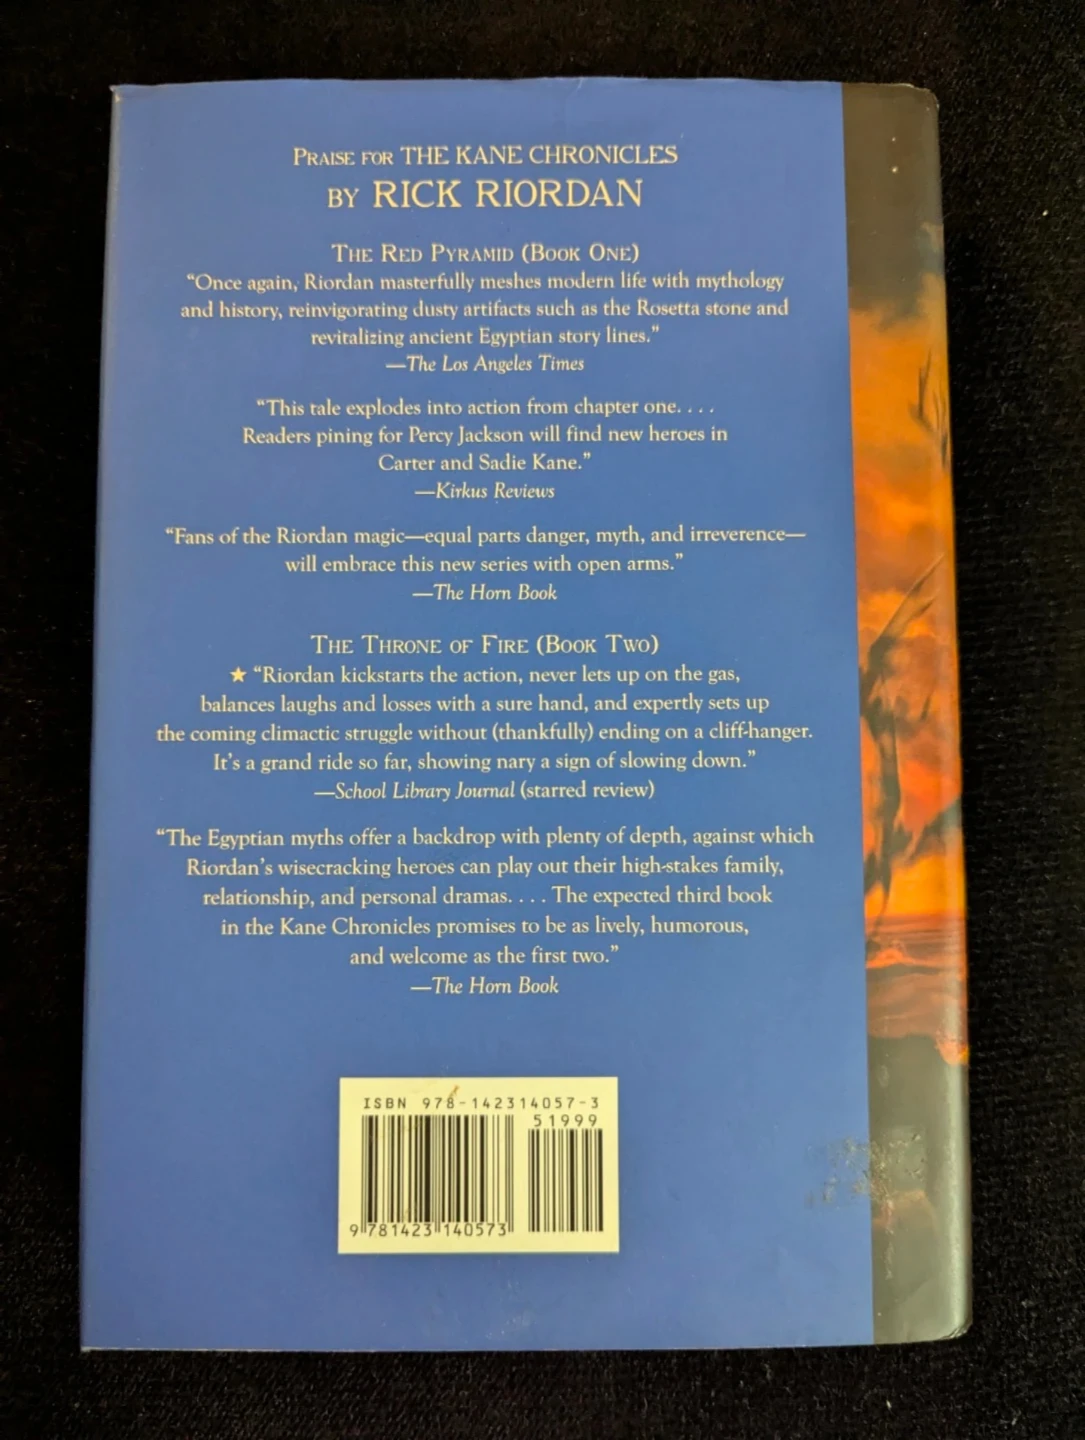 PRAISE FOR THE KANE CHRONICLES
BY RICK RIORDAN
THE RED PYRAMID (BOOK ONE)
“Once again, Riordan masterfully meshes modern life with mythology
and history, reinvigorating dusty artifacts such as the Rosetta stone and
revitalizing ancient Egyptian story lines.”
—The Los Angeles Times
“This tale explodes into action from chapter one. . . .
Readers pining for Percy Jackson will find new heroes in
Carter and Sadie Kane.”
—Kirkus Reviews
“Fans of the Riordan magic—equal parts danger, myth, and irreverence—
will embrace this new series with open arms.”
—The Horn Book
THE THRONE OF FIRE (BOOK TWO)
★ “Riordan kickstarts the action, never lets up on the gas,
balances laughs and losses with a sure hand, and expertly sets up
the coming climactic struggle without (thankfully) ending on a cliff-hanger.
It’s a grand ride so far, showing nary a sign of slowing down.”
—School Library Journal (starred review)
“The Egyptian myths offer a backdrop with plenty of depth, against which
Riordan’s wisecracking heroes can play out their high-stakes family,
relationship, and personal dramas. . . . The expected third book
in the Kane Chronicles promises to be as lively, humorous,
and welcome as the first two.”
—The Horn Book
ISBN 978-142314057-3
51999
9 781423 140573